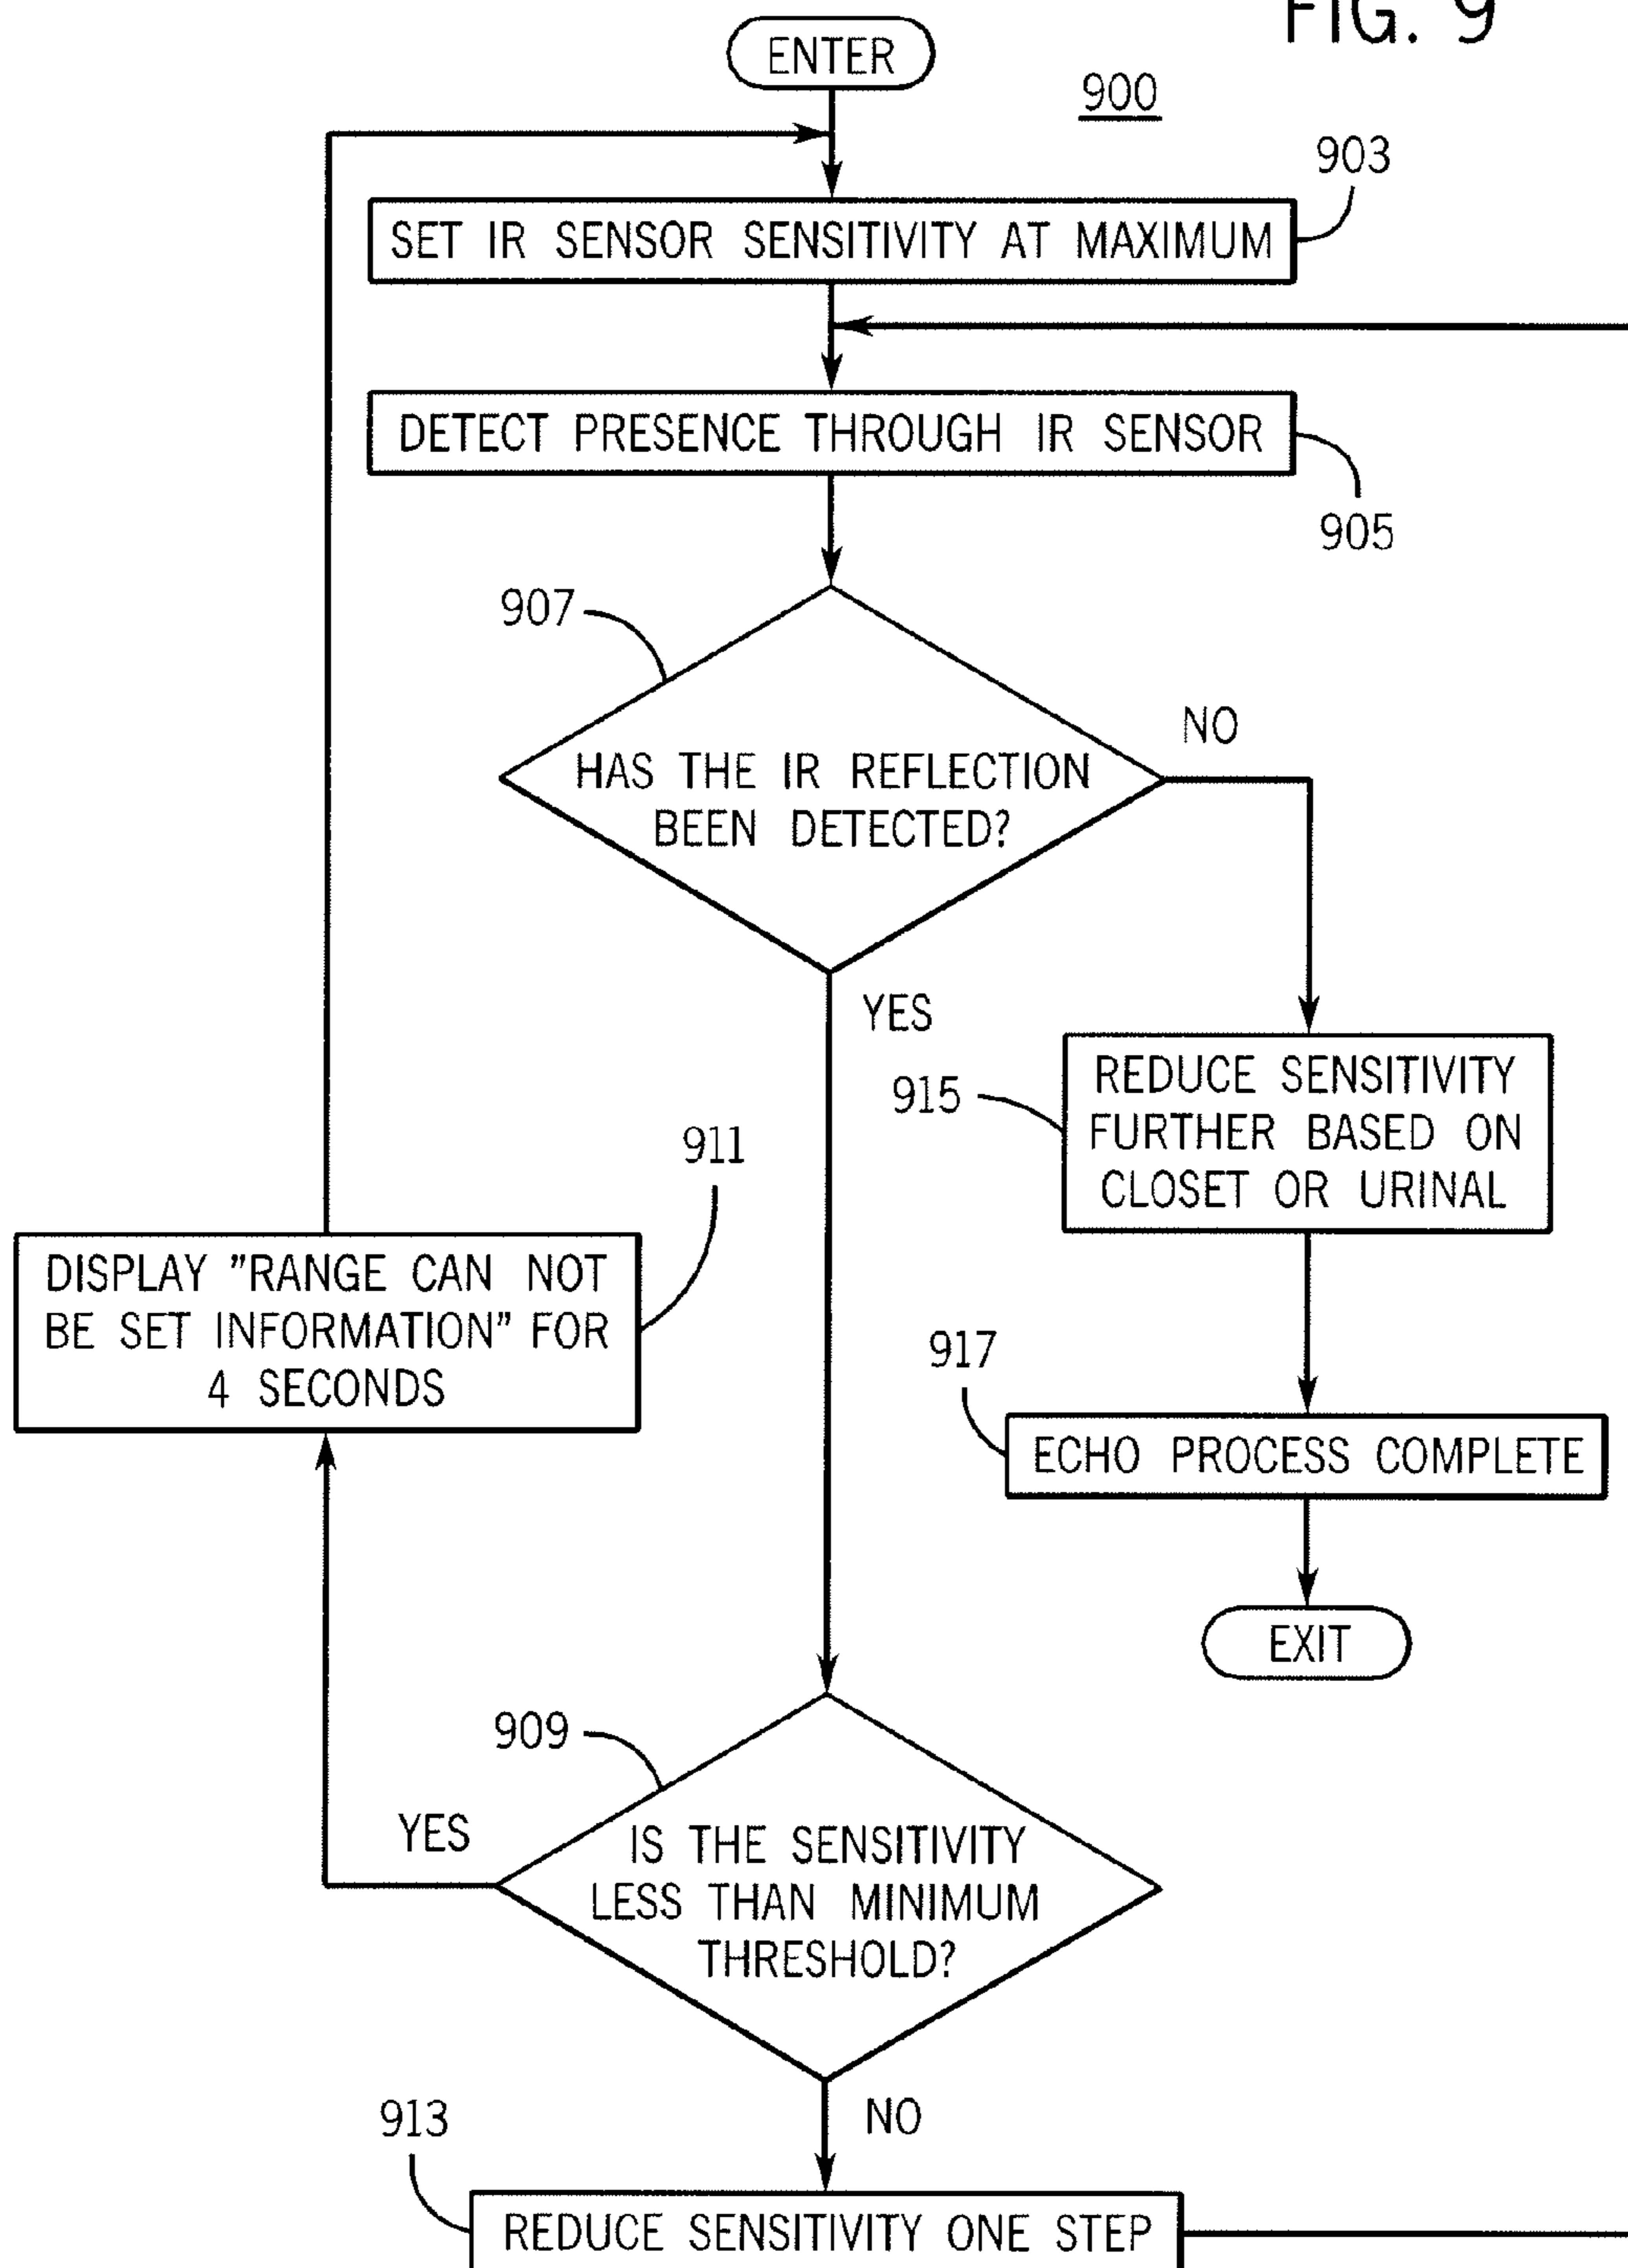 FIG. 9
ENTER
900
903
SET IR SENSOR SENSITIVITY AT MAXIMUM
DETECT PRESENCE THROUGH IR SENSOR
905
907
NO
HAS THE IR REFLECTION
BEEN DETECTED?
YES
915
REDUCE SENSITIVITY
FURTHER BASED ON
CLOSET OR URINAL
911
DISPLAY "RANGE CAN NOT
BE SET INFORMATION" FOR
4 SECONDS
917
ECHO PROCESS COMPLETE
EXIT
909
YES
IS THE SENSITIVITY
LESS THAN MINIMUM
THRESHOLD?
NO
913
REDUCE SENSITIVITY ONE STEP